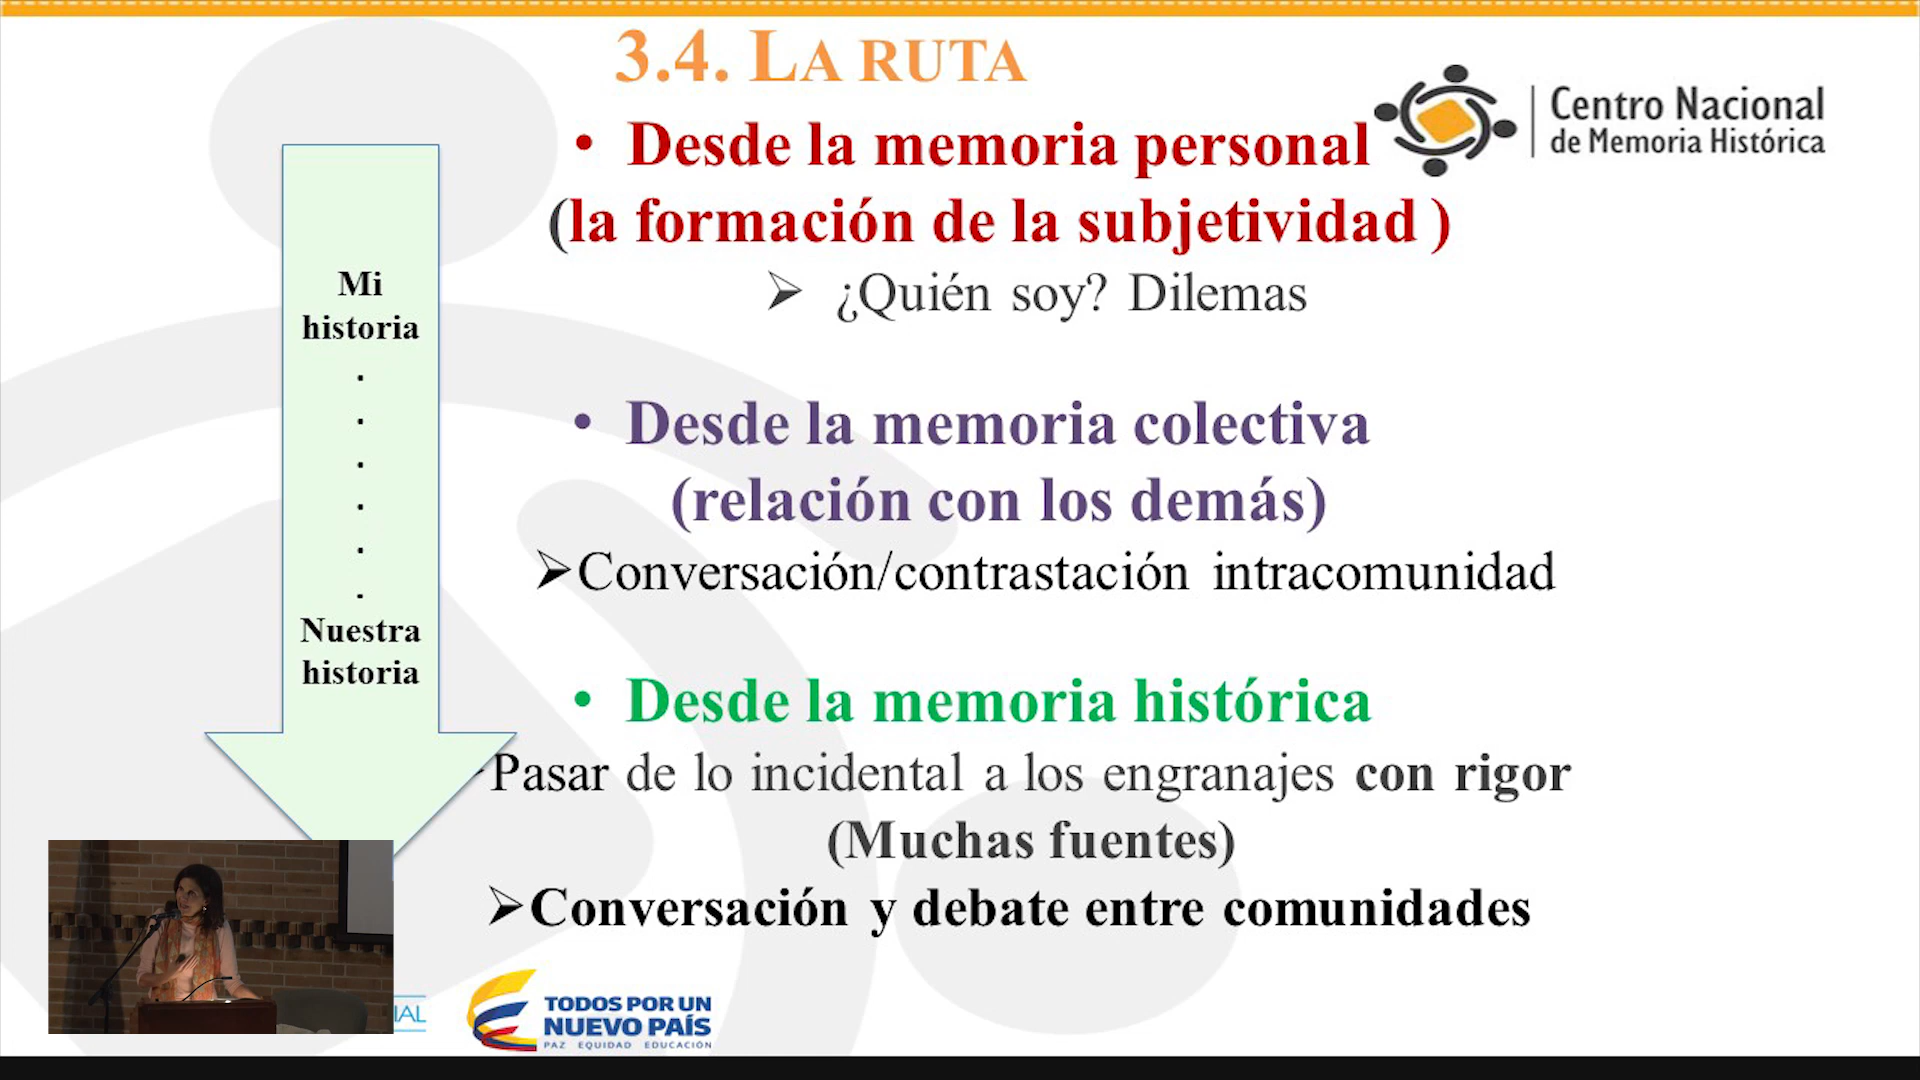 3.4. LA RUTA
Centro Nacional
de Memoria Histórica
• Desde la memoria personal
(la formación de la subjetividad )
➢ ¿Quién soy? Dilemas
• Desde la memoria colectiva
(relación con los demás)
➢Conversación/contrastación intracomunidad
• Desde la memoria histórica
Pasar de lo incidental a los engranajes con rigor
(Muchas fuentes)
➢Conversación y debate entre comunidades
Mi
historia
.
.
.
.
.
.
Nuestra
historia
IAL
TODOS POR UN
NUEVO PAÍS
PAZ EQUIDAD EDUCACIÓN